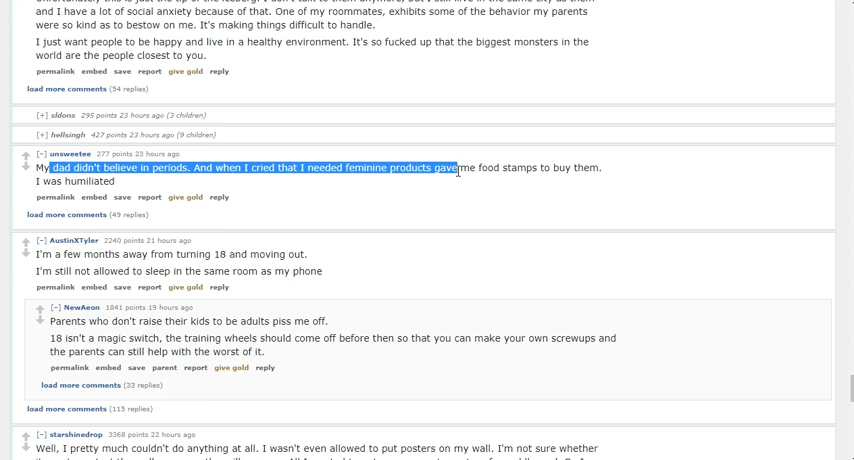 and I have a lot of social anxiety because of that. One of my roommates, exhibits some of the behavior my parents
were so kind as to bestow on me. It's making things difficult to handle.
I just want people to be happy and live in a healthy environment. It's so fucked up that the biggest monsters in the
world are the people closest to you.
permalink embed save report give gold reply
load more comments (54 replies)
[+] sldons 295 points 23 hours ago (3 children)
[+] hellsingh 427 points 23 hours ago (9 children)
[–] unsweetee 277 points 23 hours ago
My dad didn't believe in periods. And when I cried that I needed feminine products gave me food stamps to buy them.
I was humiliated
permalink embed save report give gold reply
load more comments (49 replies)
[–] AustinXTyler 2240 points 21 hours ago
I'm a few months away from turning 18 and moving out.
I'm still not allowed to sleep in the same room as my phone
permalink embed save report give gold reply
[–] NewAeon 1841 points 19 hours ago
Parents who don't raise their kids to be adults piss me off.
18 isn't a magic switch, the training wheels should come off before then so that you can make your own screwups and
the parents can still help with the worst of it.
permalink embed save parent report give gold reply
load more comments (33 replies)
load more comments (115 replies)
[–] starshinedrop 3368 points 22 hours ago
Well, I pretty much couldn't do anything at all. I wasn't even allowed to put posters on my wall. I'm not sure whether